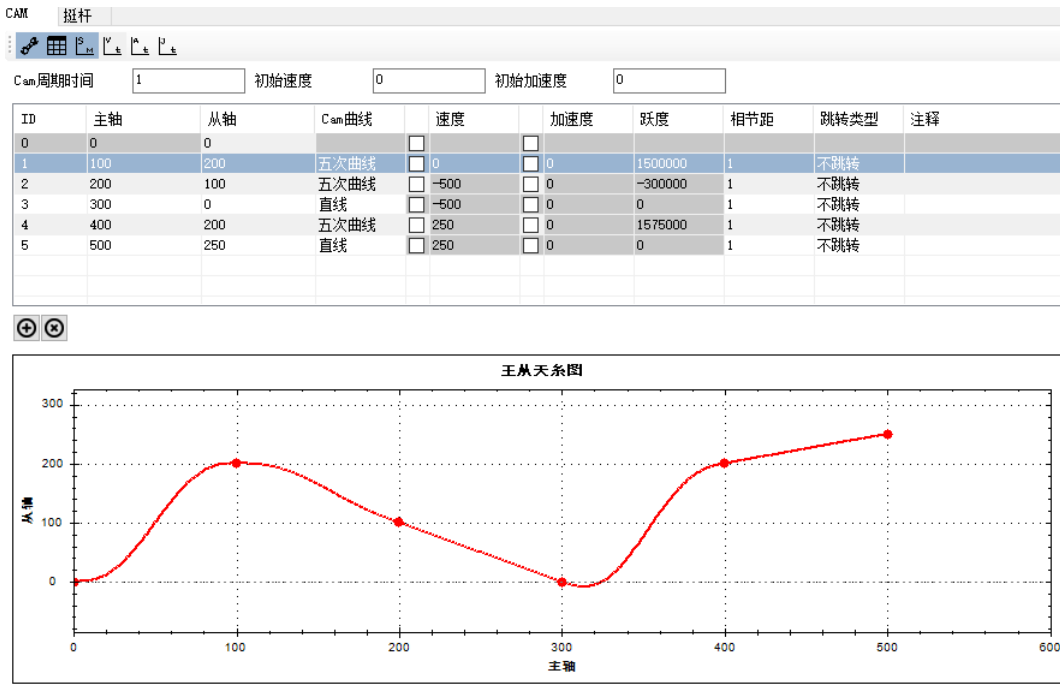 CAM 挺杆
S M V t A t J t
Cam周期时间 1 初始速度 0 初始加速度 0
ID 主轴 从轴 Cam曲线 速度 加速度 跃度 相节距 跳转类型 注释
0 0 0
1 100 200 五次曲线 0 0 1500000 1 不跳转
2 200 100 五次曲线 -500 0 -300000 1 不跳转
3 300 0 直线 -500 0 0 1 不跳转
4 400 200 五次曲线 250 0 1575000 1 不跳转
5 500 250 直线 250 0 0 1 不跳转
主从关系图
300
200
从轴
100
0
0 100 200 300 400 500 600
主轴